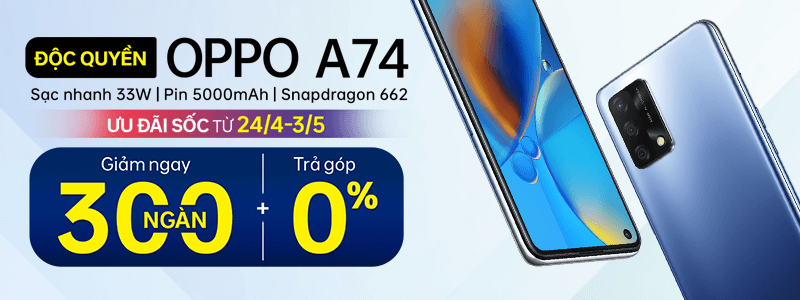 ĐỘC QUYỀN OPPO A74
Sạc nhanh 33W | Pin 5000mAh | Snapdragon 662
ƯU ĐÃI SỐC TỪ 24/4-3/5
Giảm ngay
300 NGÀN
+
Trả góp
0%